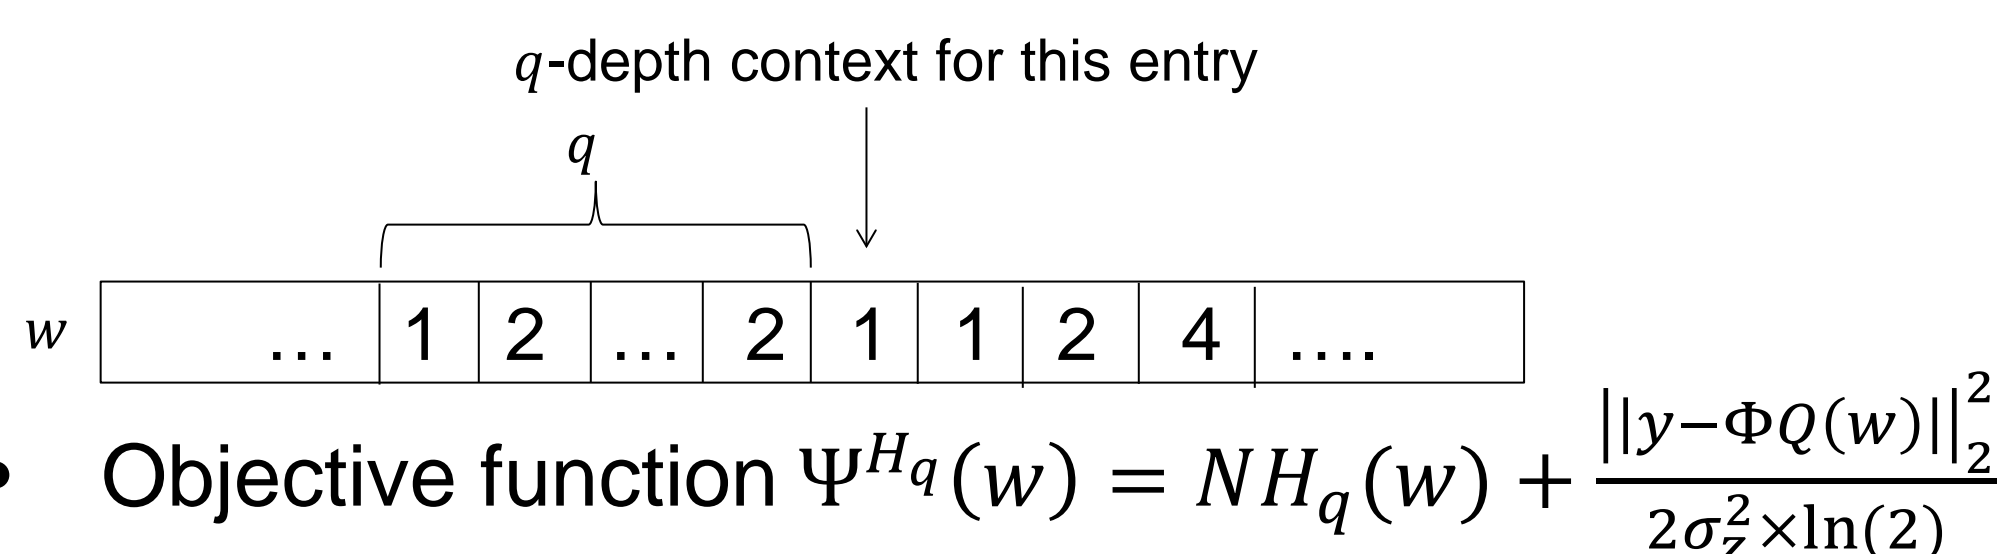 q-depth context for this entry
q
w … 1 2 … 2 1 1 2 4 ….
• Objective function Ψ^{H_q}(w) = NH_q(w) + \frac{||y−ΦQ(w)||_2^2}{2σ_z^2×ln(2)}